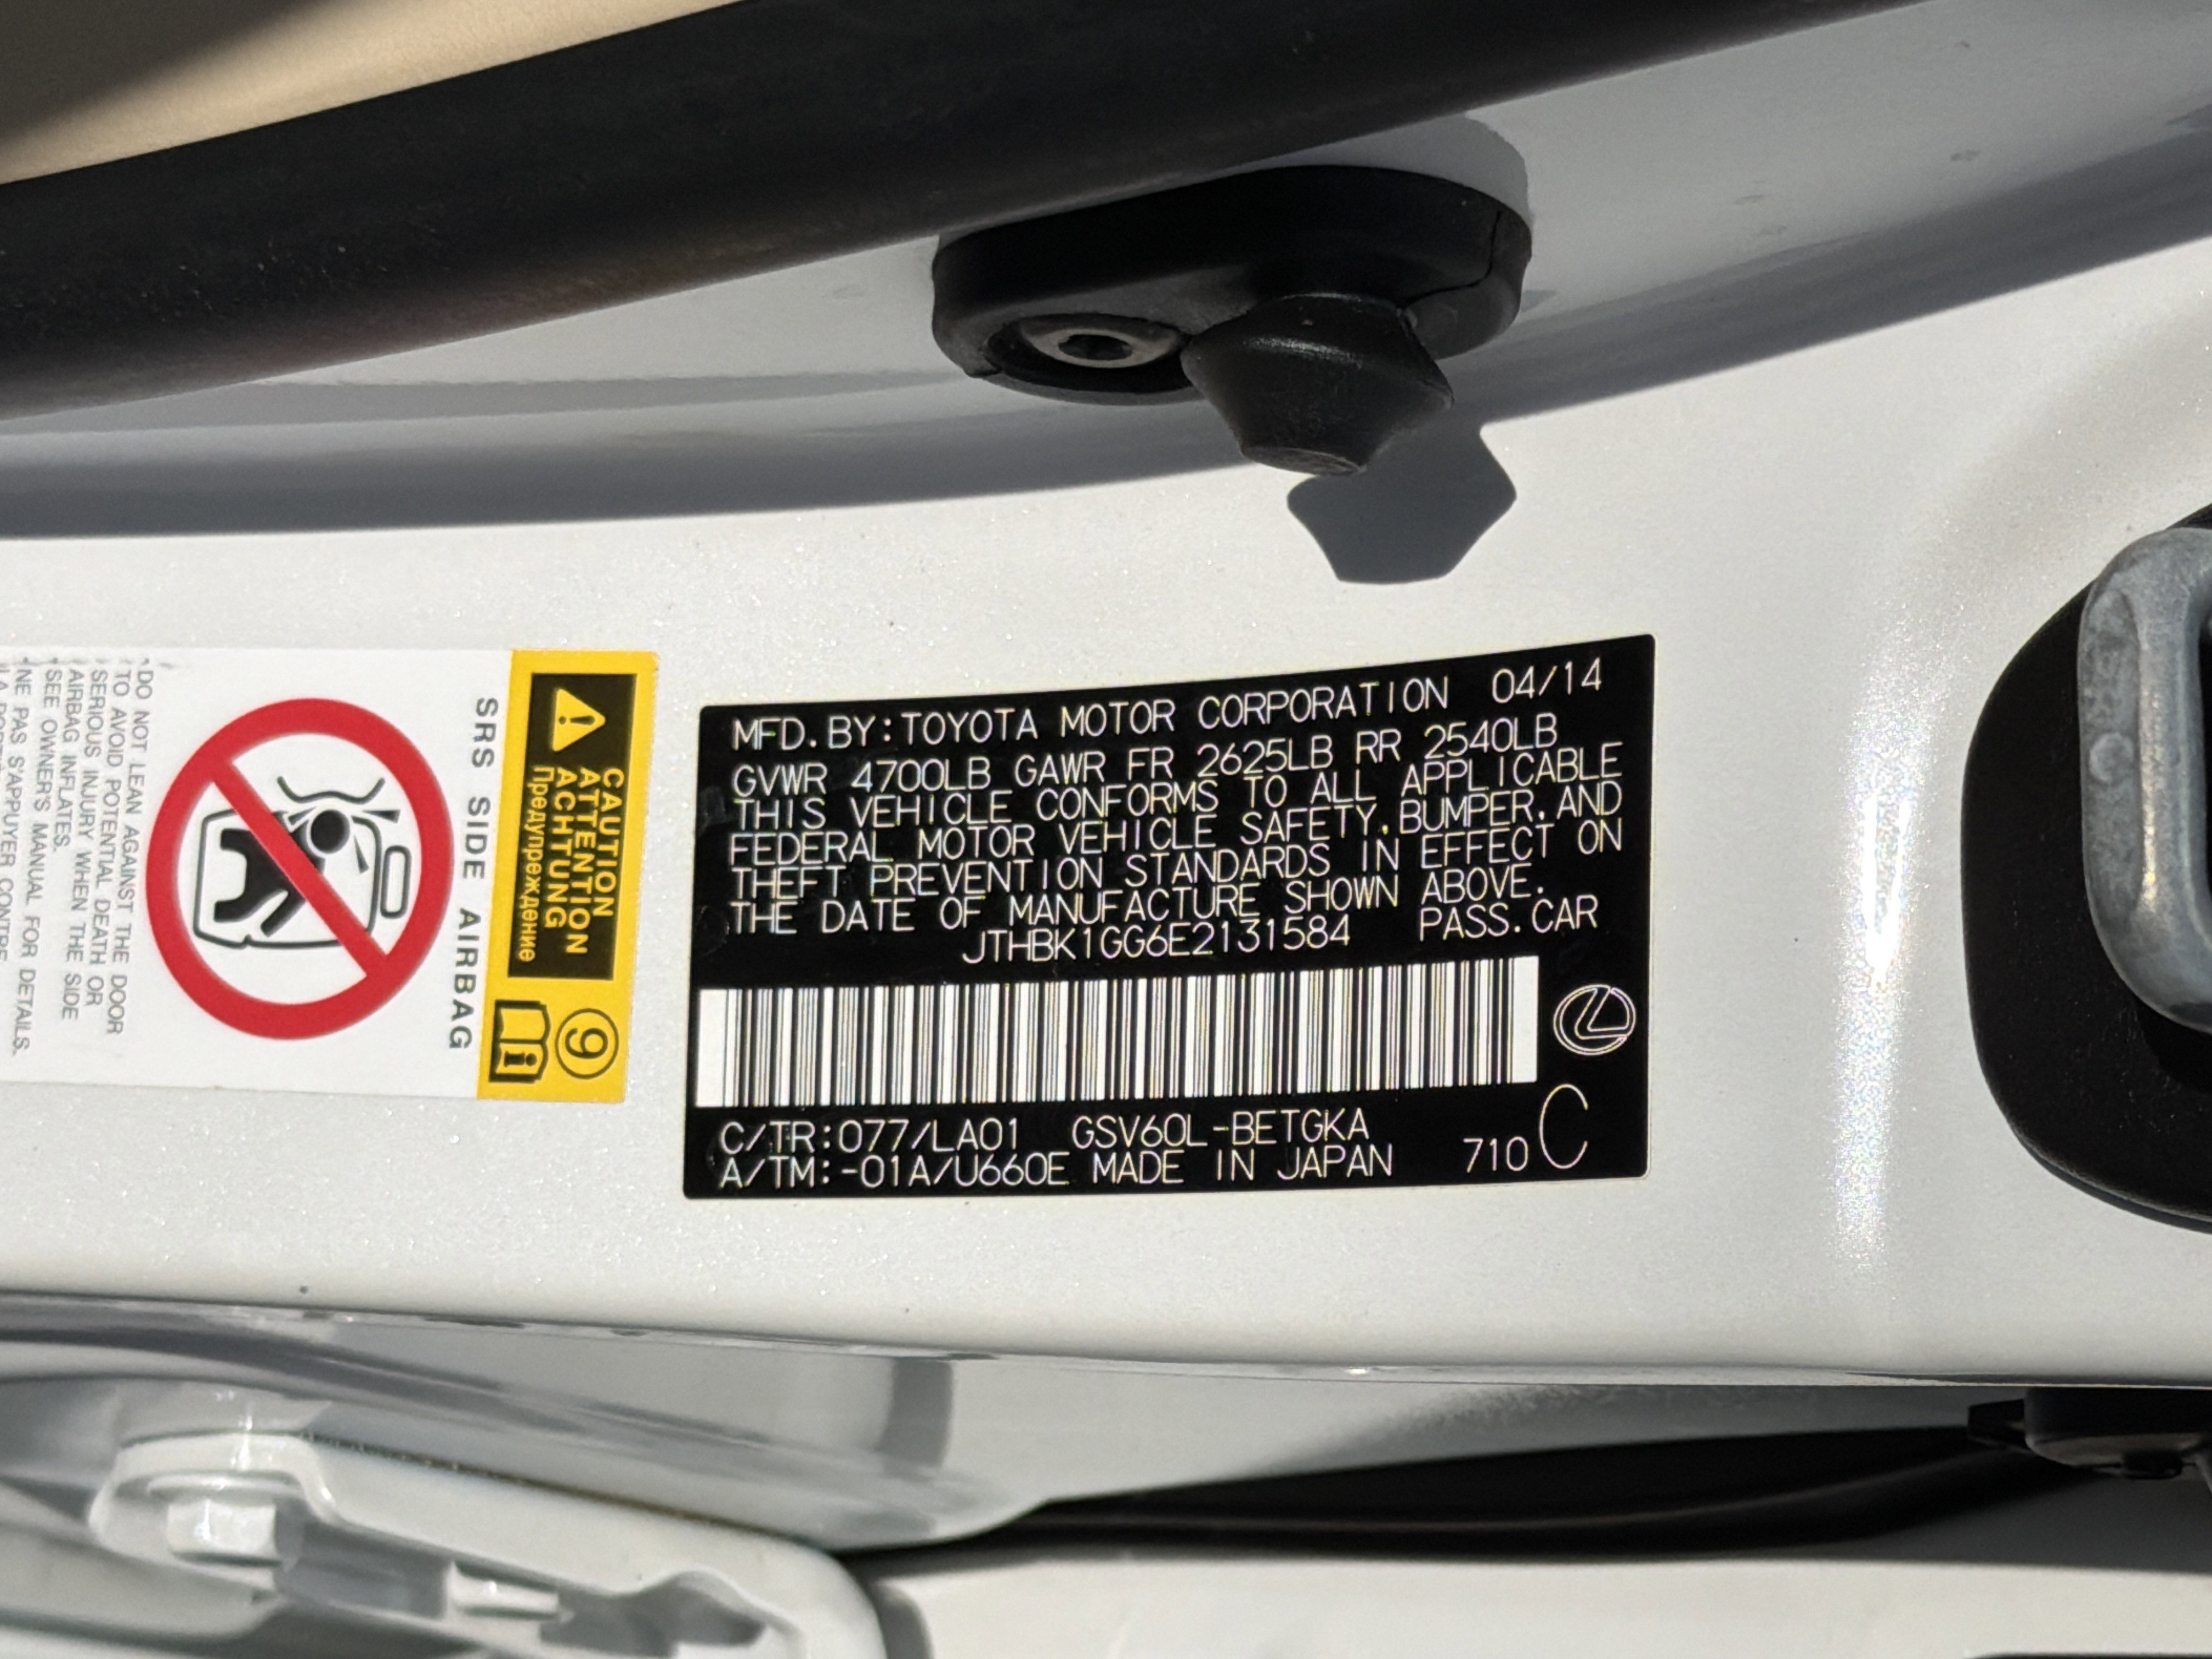 MFD. BY: TOYOTA MOTOR CORPORATION 04/14
GVWR 4700LB GAWR FR 2625LB RR 2540LB
THIS VEHICLE CONFORMS TO ALL APPLICABLE
FEDERAL MOTOR VEHICLE SAFETY, BUMPER, AND
THEFT PREVENTION STANDARDS IN EFFECT ON
THE DATE OF MANUFACTURE SHOWN ABOVE.
JTHBK1GG6E2131584 PASS. CAR
C/TR: 077/LA01 GSV60L-BETGKA
A/TM: -01A/U660E MADE IN JAPAN 710 C
CAUTION
ATTENTION
ACHTUNG
Предупреждение
9
i
SRS SIDE AIRBAG
DO NOT LEAN AGAINST THE DOOR
TO AVOID POTENTIAL DEATH OR
SERIOUS INJURY WHEN THE SIDE
AIRBAG INFLATES.
SEE OWNER'S MANUAL FOR DETAILS.
NE PAS S'APPUYER CONTRE